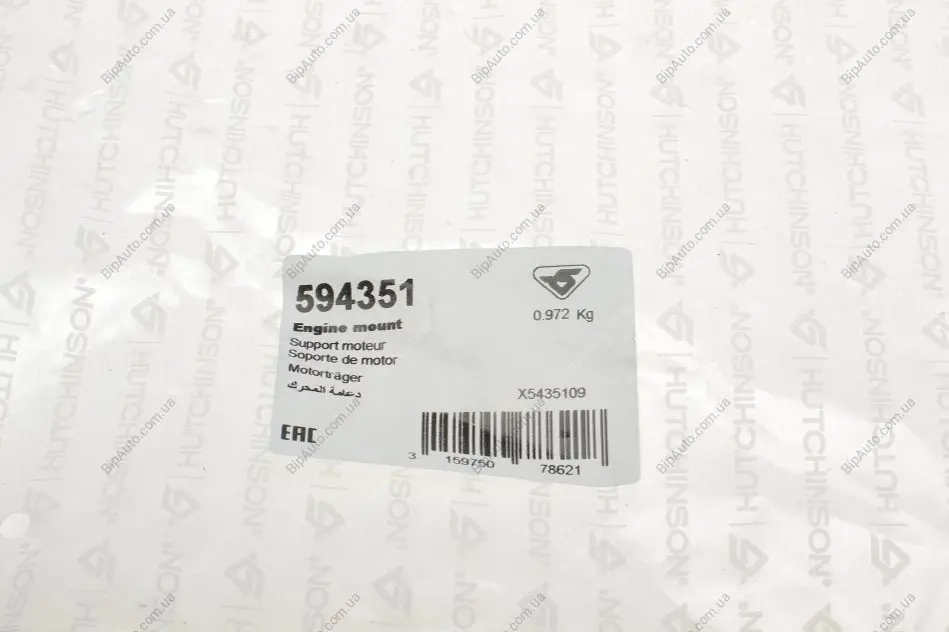 594351
Engine mount
Support moteur
Soporte de motor
Motorträger
دعامة المحرك
EAC
0.972 Kg
X5435109
3 159750 78621
HUTCHINSON
BipAuto.com.ua